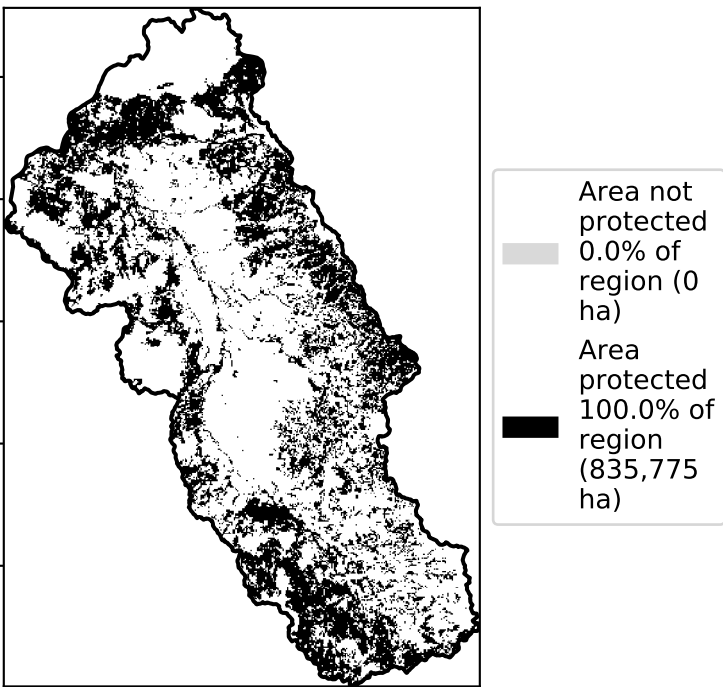 Area not
protected
0.0% of
region (0
ha)
Area
protected
100.0% of
region
(835,775
ha)